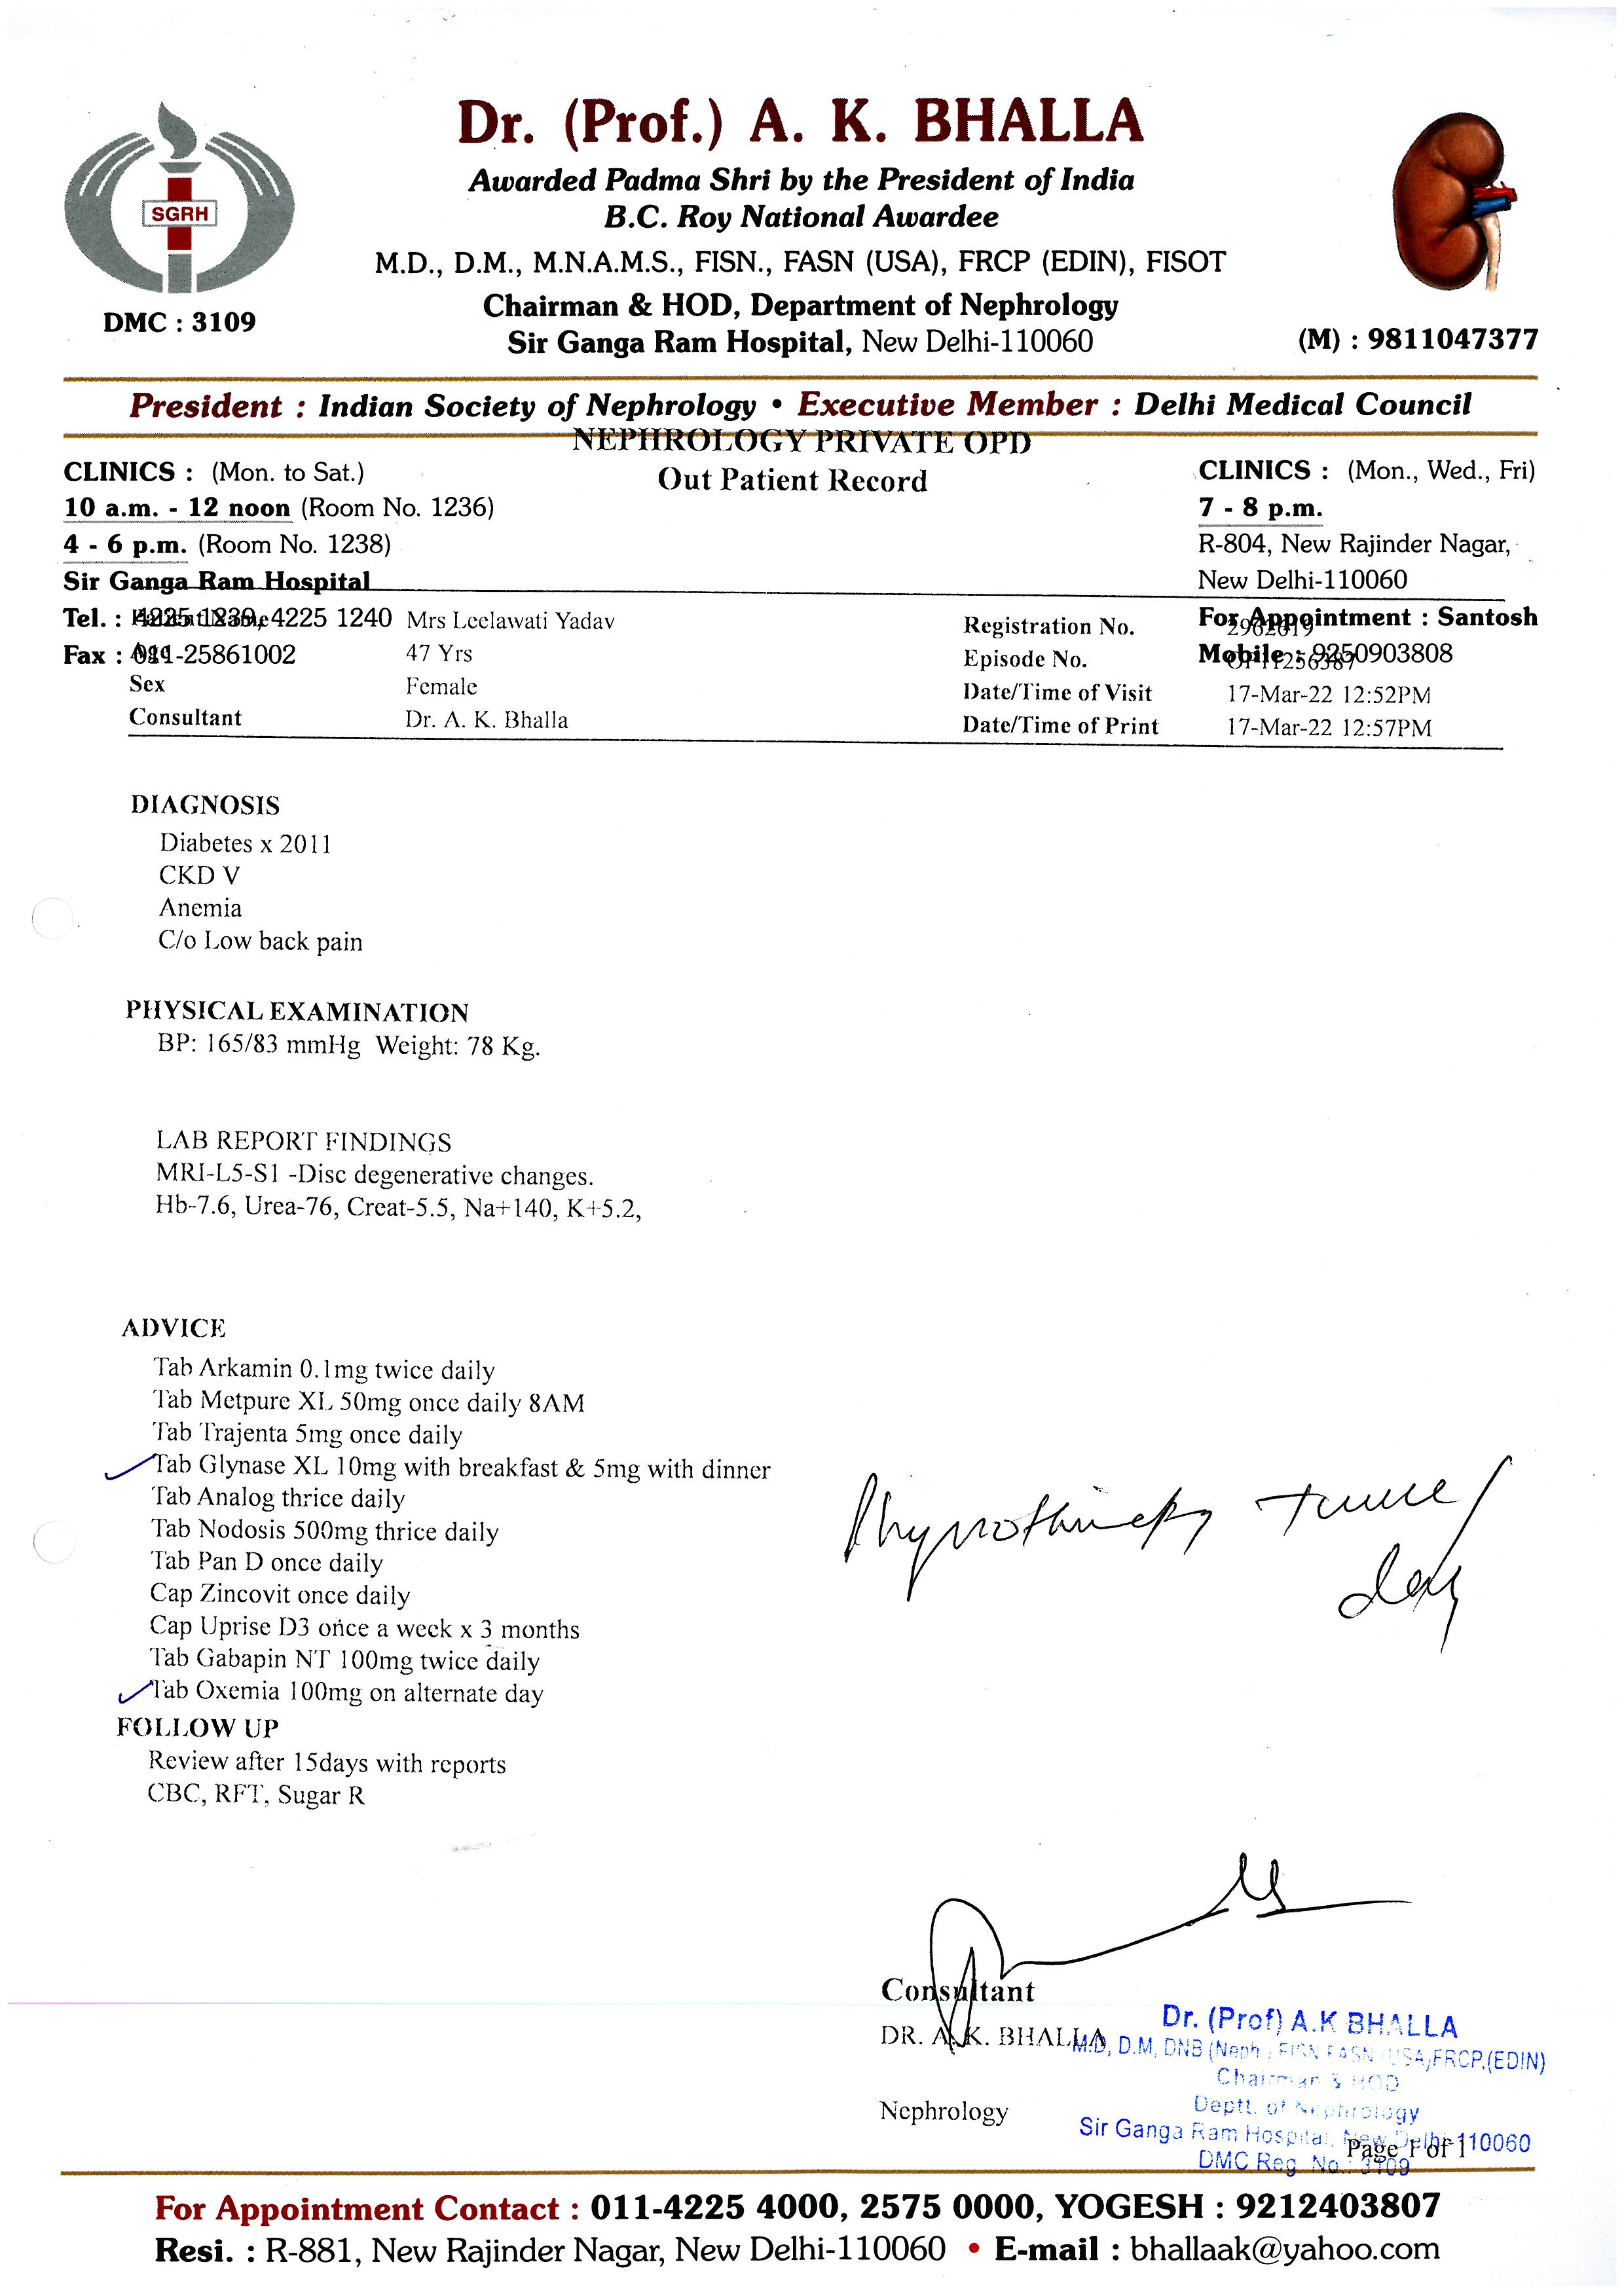 Dr. (Prof.) A. K. BHALLA
Awarded Padma Shri by the President of India
B.C. Roy National Awardee
M.D., D.M., M.N.A.M.S., FISN., FASN (USA), FRCP (EDIN), FISOT
Chairman & HOD, Department of Nephrology
Sir Ganga Ram Hospital, New Delhi-110060
SGRH
DMC : 3109
(M) : 9811047377
President : Indian Society of Nephrology • Executive Member : Delhi Medical Council
NEPHROLOGY PRIVATE OPD
Out Patient Record
CLINICS : (Mon. to Sat.)
10 a.m. - 12 noon (Room No. 1236)
4 - 6 p.m. (Room No. 1238)
Sir Ganga Ram Hospital
Tel. : 4225 1239, 4225 1240
Fax : 011-25861002
CLINICS : (Mon., Wed., Fri)
7 - 8 p.m.
R-804, New Rajinder Nagar,
New Delhi-110060
For Appointment : Santosh
Mobile : 9250903808
Mrs Leelawati Yadav
Age 47 Yrs
Sex Female
Consultant Dr. A. K. Bhalla
Registration No. 2962619
Episode No.
Date/Time of Visit 17-Mar-22 12:52PM
Date/Time of Print 17-Mar-22 12:57PM
DIAGNOSIS
Diabetes x 2011
CKD V
Anemia
C/o Low back pain
PHYSICAL EXAMINATION
BP: 165/83 mmHg Weight: 78 Kg.
LAB REPORT FINDINGS
MRI-L5-S1 -Disc degenerative changes.
Hb-7.6, Urea-76, Creat-5.5, Na+140, K+5.2,
ADVICE
Tab Arkamin 0.1mg twice daily
Tab Metpure XL 50mg once daily 8AM
Tab Trajenta 5mg once daily
Tab Glynase XL 10mg with breakfast & 5mg with dinner
Tab Analog thrice daily
Tab Nodosis 500mg thrice daily
Tab Pan D once daily
Cap Zincovit once daily
Cap Uprise D3 once a week x 3 months
Tab Gabapin NT 100mg twice daily
Tab Oxemia 100mg on alternate day
day
FOLLOW UP
Review after 15days with reports
CBC, RFT, Sugar R
Consultant
DR. A. K. BHALLA
Nephrology
Dr. (Prof) A.K BHALLA
M.D, D.M, DNB (Neph), FISN FASN (USA), FRCP,(EDIN)
Chairman & HOD
Deptt. of Nephrology
Sir Ganga Ram Hospital, New Delhi-110060
DMC Reg. No.: 3109
Page 1 of 1
For Appointment Contact : 011-4225 4000, 2575 0000, YOGESH : 9212403807
Resi. : R-881, New Rajinder Nagar, New Delhi-110060 • E-mail : bhallaak@yahoo.com